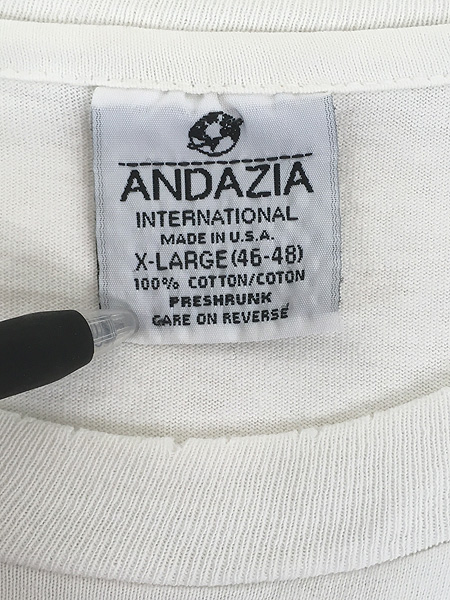 ANDAZIA
INTERNATIONAL
MADE IN U.S.A.
X-LARGE (46-48)
100% COTTON/COTON
PRESHRUNK
CARE ON REVERSE